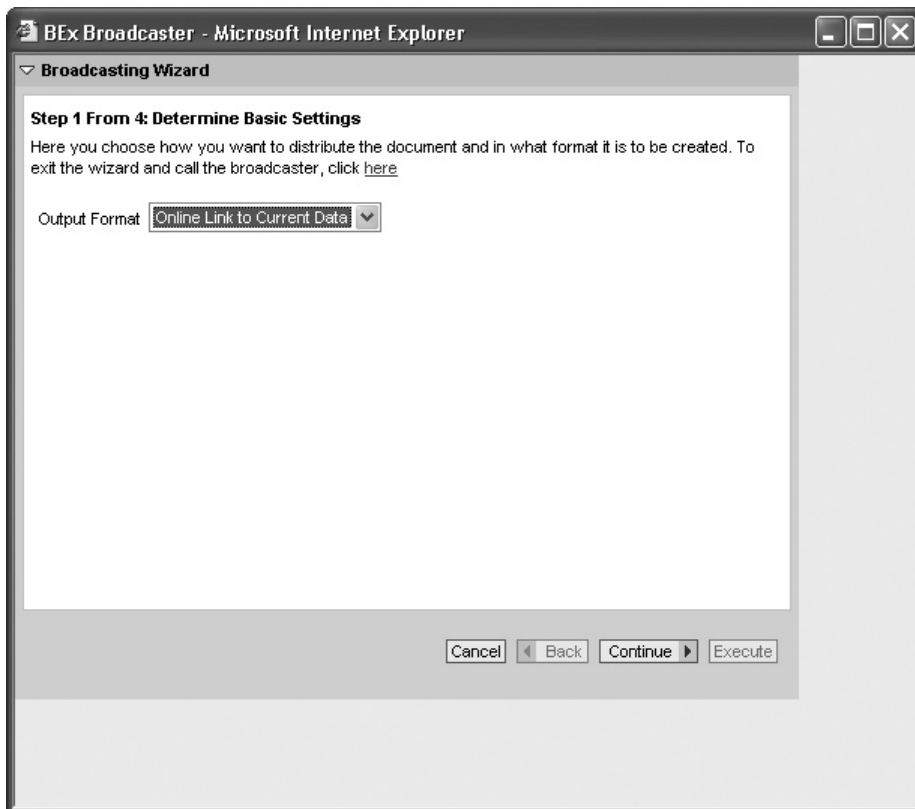 BEx Broadcaster - Microsoft Internet Explorer
Broadcasting Wizard
Step 1 From 4: Determine Basic Settings
Here you choose how you want to distribute the document and in what format it is to be created. To
exit the wizard and call the broadcaster, click here
Output Format Online Link to Current Data
Cancel Back Continue Execute